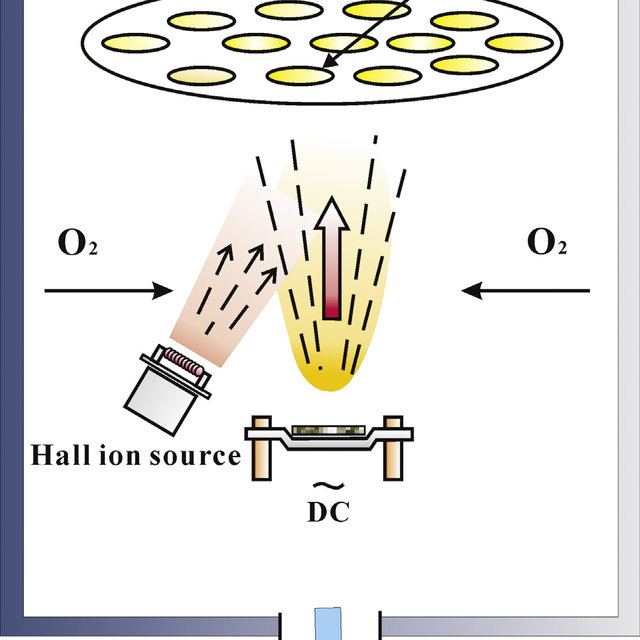 O₂
O₂
Hall ion source
~
DC